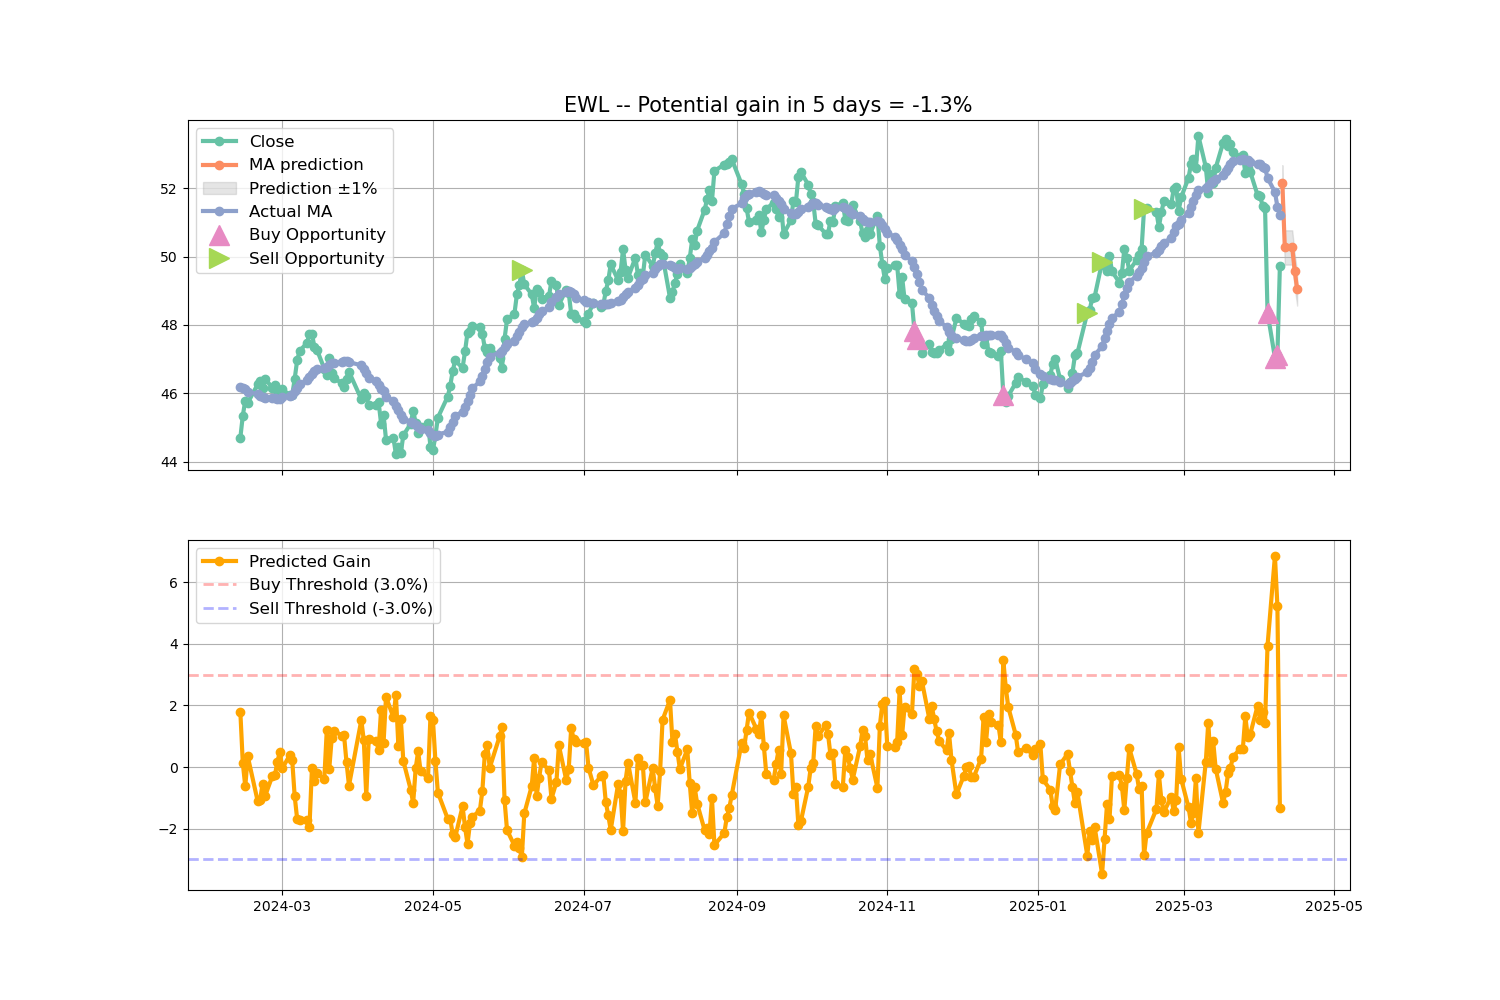 EWL -- Potential gain in 5 days = -1.3%
Close
MA prediction
Prediction ±1%
Actual MA
Buy Opportunity
Sell Opportunity
52
50
48
46
44
Predicted Gain
Buy Threshold (3.0%)
Sell Threshold (-3.0%)
6
4
2
0
−2
2024-03 2024-05 2024-07 2024-09 2024-11 2025-01 2025-03 2025-05